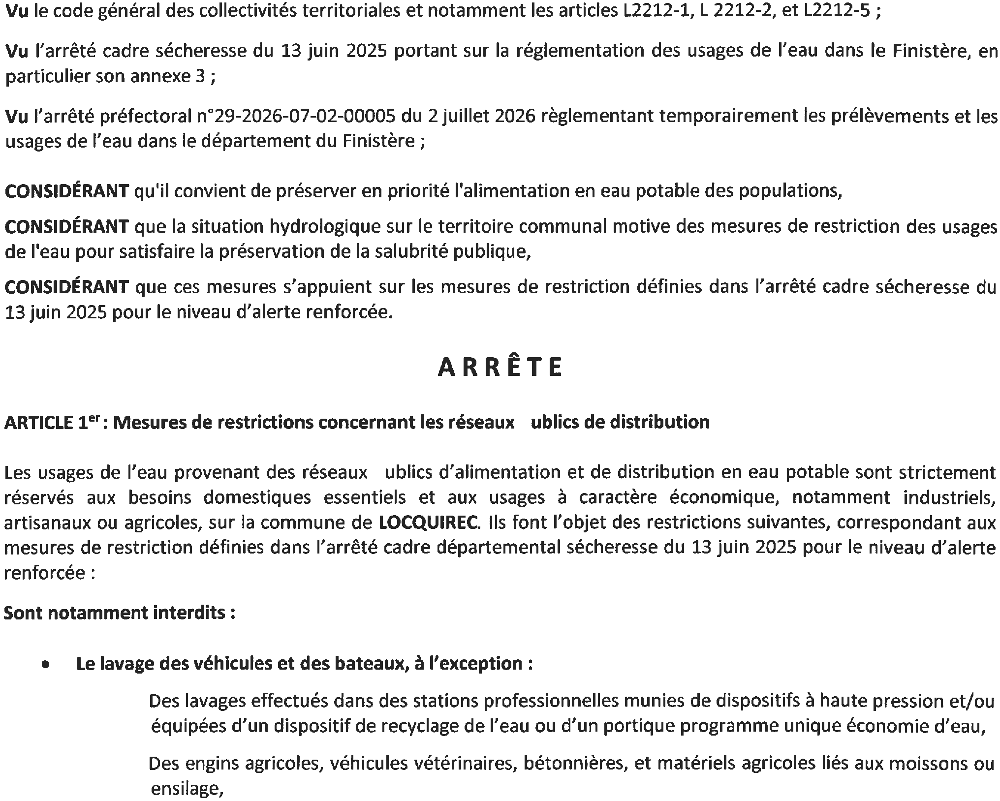 Vu le code général des collectivités territoriales et notamment les articles L2212-1, L 2212-2, et L2212-5 ;
Vu l’arrêté cadre sécheresse du 13 juin 2025 portant sur la réglementation des usages de l’eau dans le Finistère, en
particulier son annexe 3 ;
Vu l’arrêté préfectoral n°29-2026-07-02-00005 du 2 juillet 2026 règlementant temporairement les prélèvements et les
usages de l’eau dans le département du Finistère ;
CONSIDÉRANT qu'il convient de préserver en priorité l'alimentation en eau potable des populations,
CONSIDÉRANT que la situation hydrologique sur le territoire communal motive des mesures de restriction des usages
de l'eau pour satisfaire la préservation de la salubrité publique,
CONSIDÉRANT que ces mesures s’appuient sur les mesures de restriction définies dans l’arrêté cadre sécheresse du
13 juin 2025 pour le niveau d’alerte renforcée.
ARRÊTE
ARTICLE 1er : Mesures de restrictions concernant les réseaux ublics de distribution
Les usages de l’eau provenant des réseaux ublics d’alimentation et de distribution en eau potable sont strictement
réservés aux besoins domestiques essentiels et aux usages à caractère économique, notamment industriels,
artisanaux ou agricoles, sur la commune de LOCQUIREC. Ils font l’objet des restrictions suivantes, correspondant aux
mesures de restriction définies dans l’arrêté cadre départemental sécheresse du 13 juin 2025 pour le niveau d’alerte
renforcée :
Sont notamment interdits :
• Le lavage des véhicules et des bateaux, à l’exception :
Des lavages effectués dans des stations professionnelles munies de dispositifs à haute pression et/ou
équipées d’un dispositif de recyclage de l’eau ou d’un portique programme unique économie d’eau,
Des engins agricoles, véhicules vétérinaires, bétonnières, et matériels agricoles liés aux moissons ou
ensilage,